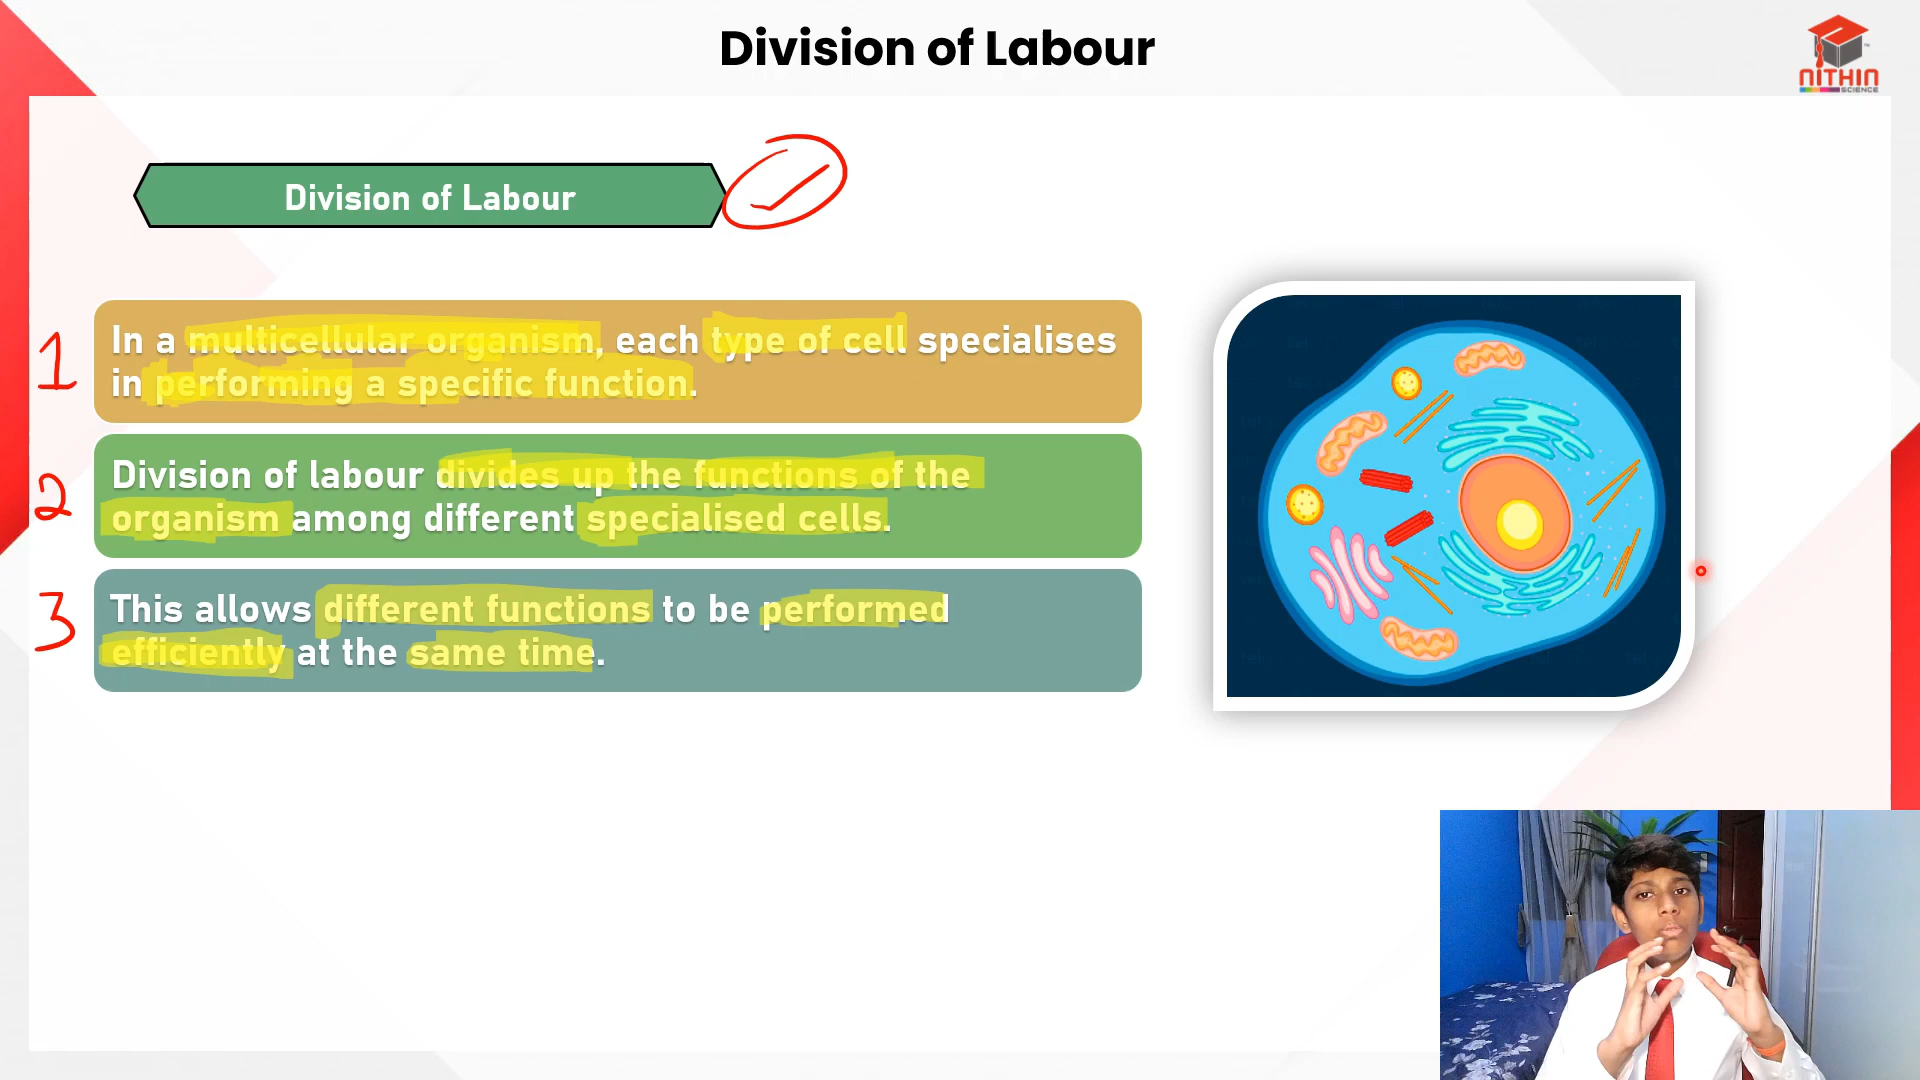 Division of Labour
NITHIN
SCIENCE
Division of Labour
1
In a multicellular organism, each type of cell specialises
in performing a specific function.
2
Division of labour divides up the functions of the
organism among different specialised cells.
3
This allows different functions to be performed
efficiently at the same time.